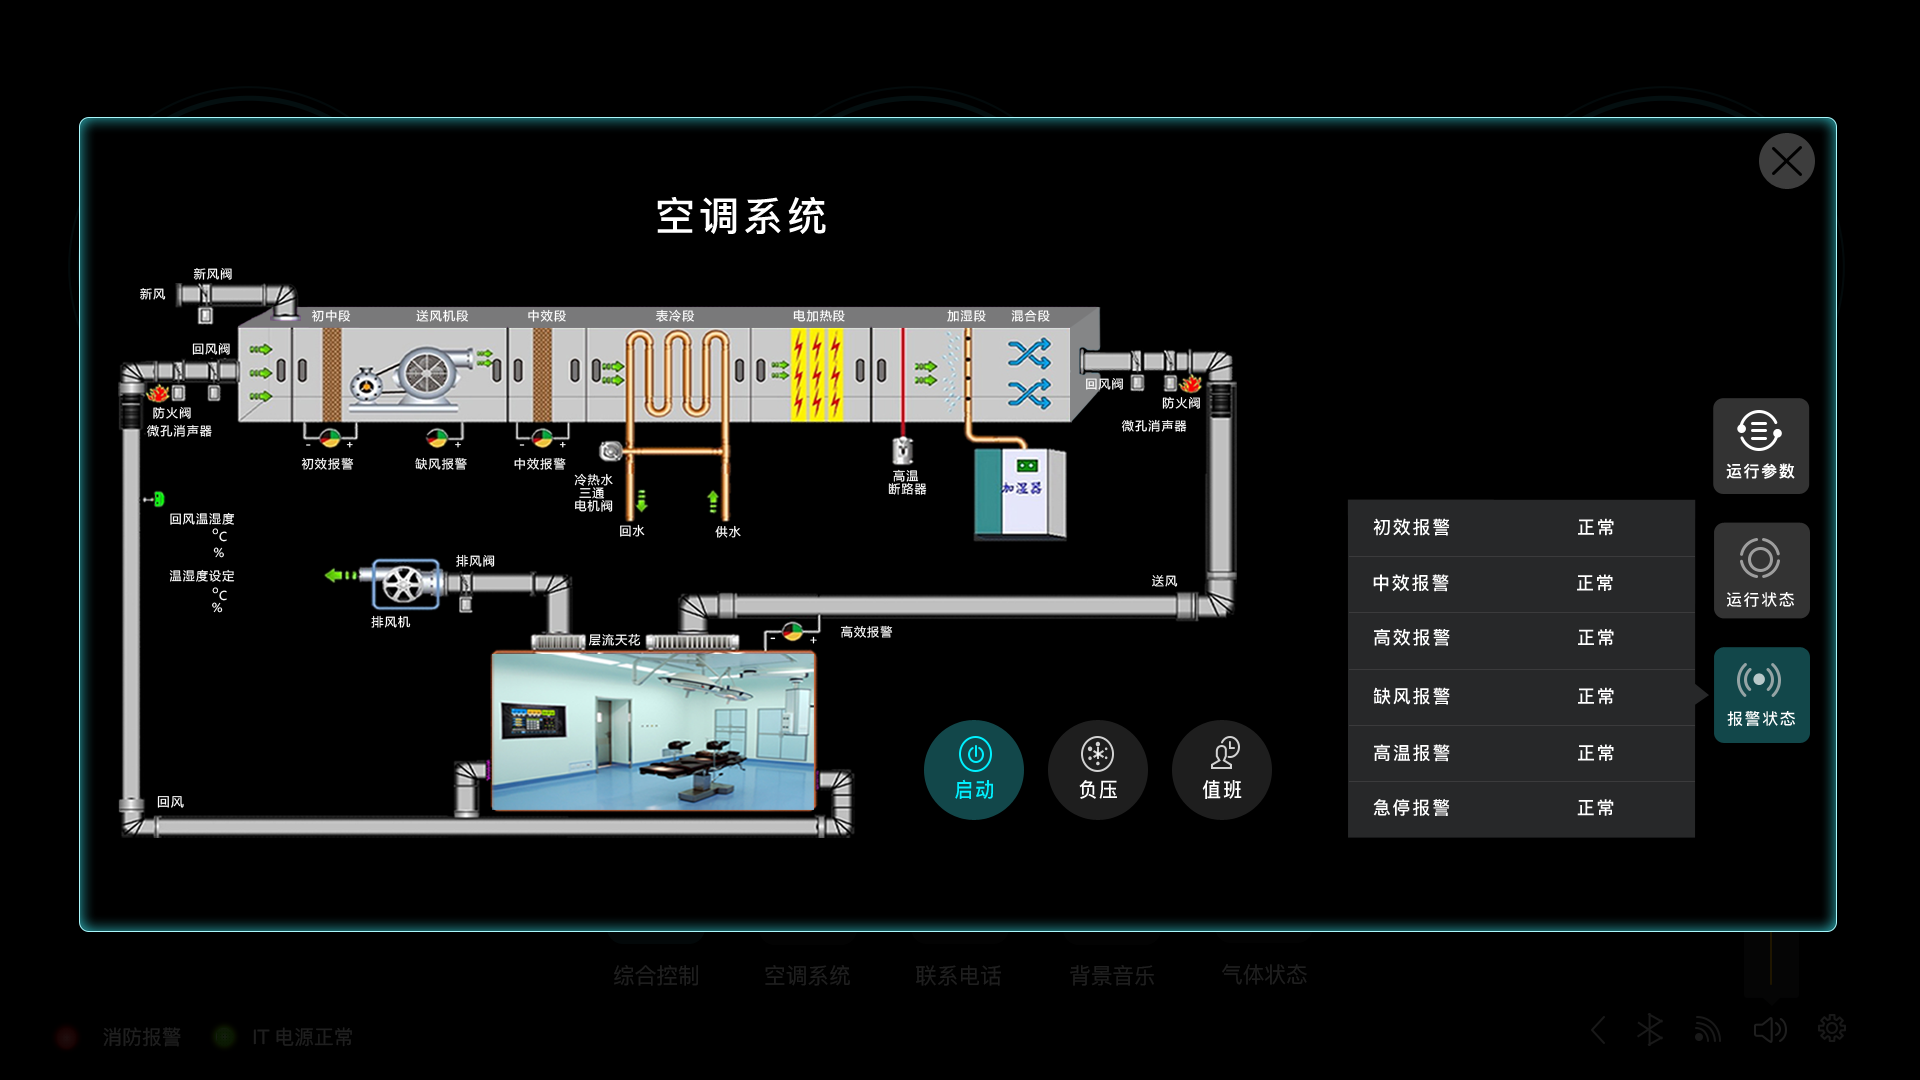 空调系统
新风阀
新风
初中段
送风机段
中效段
表冷段
电加热段
加湿段
混合段
回风阀
回风阀
防火阀
防火阀
微孔消声器
微孔消声器
- +
+
- +
初效报警
缺风报警
中效报警
冷热水
三通
电机阀
高温
断路器
加湿器
回水
供水
回风温湿度
℃
%
温湿度设定
℃
%
排风阀
排风机
送风
层流天花
- +
高效报警
回风
启动
负压
值班
初效报警 正常
中效报警 正常
高效报警 正常
缺风报警 正常
高温报警 正常
急停报警 正常
运行参数
运行状态
报警状态
综合控制
空调系统
联系电话
背景音乐
气体状态
消防报警
IT 电源正常